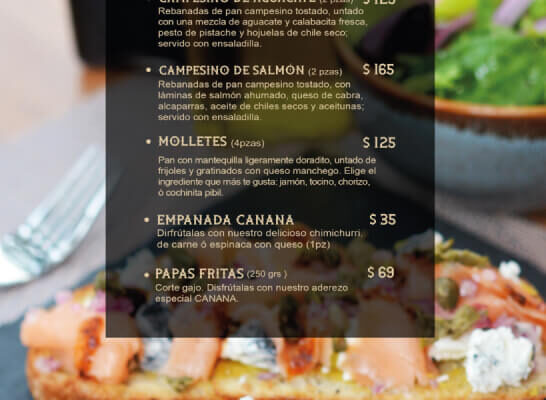 CAMPESINO DE AGUACATE (2 pzas) $ 125
Rebanadas de pan campesino tostado, untado
con una mezcla de aguacate y calabacita fresca,
pesto de pistache y hojuelas de chile seco;
servido con ensaladilla.
• CAMPESINO DE SALMÓN (2 pzas) $ 165
Rebanadas de pan campesino tostado, con
láminas de salmón ahumado, queso de cabra,
alcaparras, aceite de chiles secos y aceitunas;
servido con ensaladilla.
• MOLLETES (4pzas) $ 125
Pan con mantequilla ligeramente doradito, untado de
frijoles y gratinados con queso manchego. Elige el
ingrediente que más te gusta: jamón, tocino, chorizo,
ó cochinita pibil.
• EMPANADA CANANA $ 35
Dirfrútalas con nuestro delicioso chimichurri.
de carne ó espinaca con queso (1pz)
• PAPAS FRITAS (250 grs ) $ 69
Corte gajo. Disfrútalas con nuestro aderezo
especial CANANA.